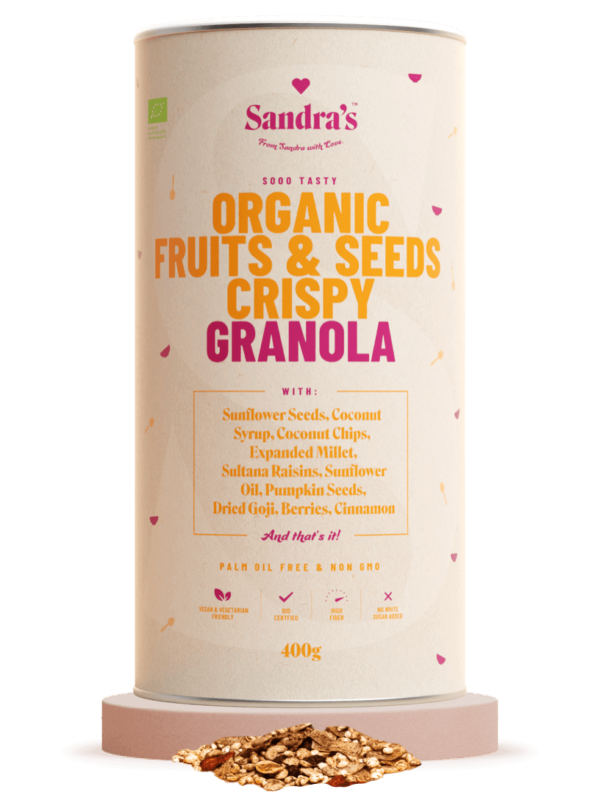 Sandra's™
From Sandra with Love.
SOOO TASTY
ORGANIC
FRUITS & SEEDS
CRISPY
GRANOLA
WITH:
Sunflower Seeds, Coconut
Syrup, Coconut Chips,
Expanded Millet,
Sultana Raisins, Sunflower
Oil, Pumpkin Seeds,
Dried Goji, Berries, Cinnamon
And that's it!
PALM OIL FREE & NON GMO
VEGAN & VEGETARIAN
FRIENDLY
BIO
CERTFIED
HIGH
FIBER
NO WHITE
SUGAR ADDED
400g